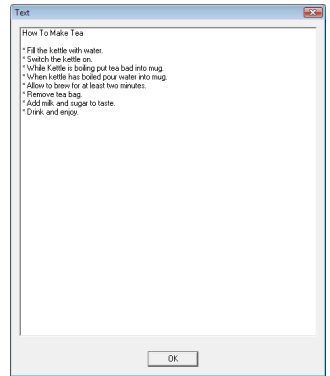 Text
How To Make Tea
* Fill the kettle with water.
* Switch the kettle on.
* While Kettle is boiling put tea bad into mug.
* When kettle has boiled pour water into mug.
* Allow to brew for at least two minutes.
* Remove tea bag.
* Add milk and sugar to taste.
* Drink and enjoy.
OK